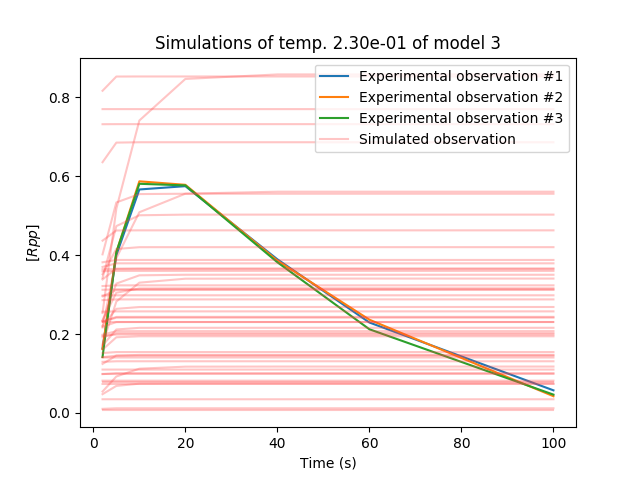 Simulations of temp. 2.30e-01 of model 3
Experimental observation #1
Experimental observation #2
Experimental observation #3
Simulated observation
[Rpp]
0.8
0.6
0.4
0.2
0.0
0 20 40 60 80 100
Time (s)